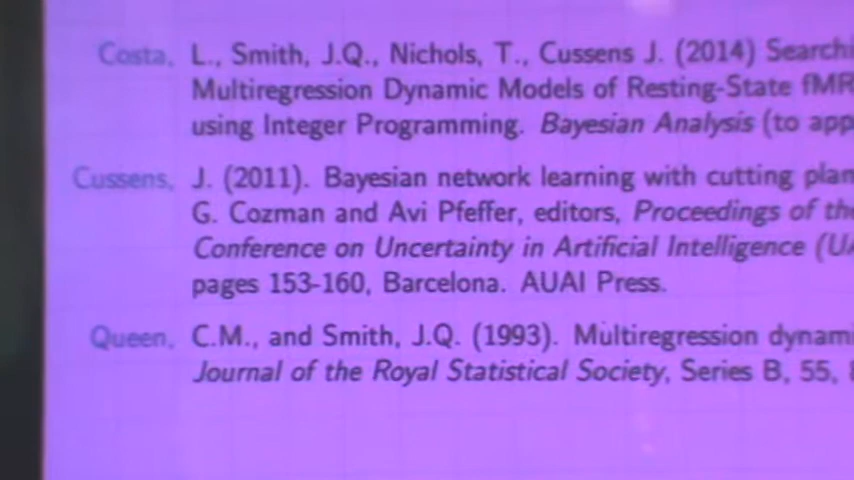 Costa, L., Smith, J.Q., Nichols, T., Cussens J. (2014) Searchi
Multiregression Dynamic Models of Resting-State fMR
using Integer Programming. Bayesian Analysis (to app
Cussens, J. (2011). Bayesian network learning with cutting plan
G. Cozman and Avi Pfeffer, editors, Proceedings of the
Conference on Uncertainty in Artificial Intelligence (UA
pages 153-160, Barcelona. AUAI Press.
Queen, C.M., and Smith, J.Q. (1993). Multiregression dynami
Journal of the Royal Statistical Society, Series B, 55,